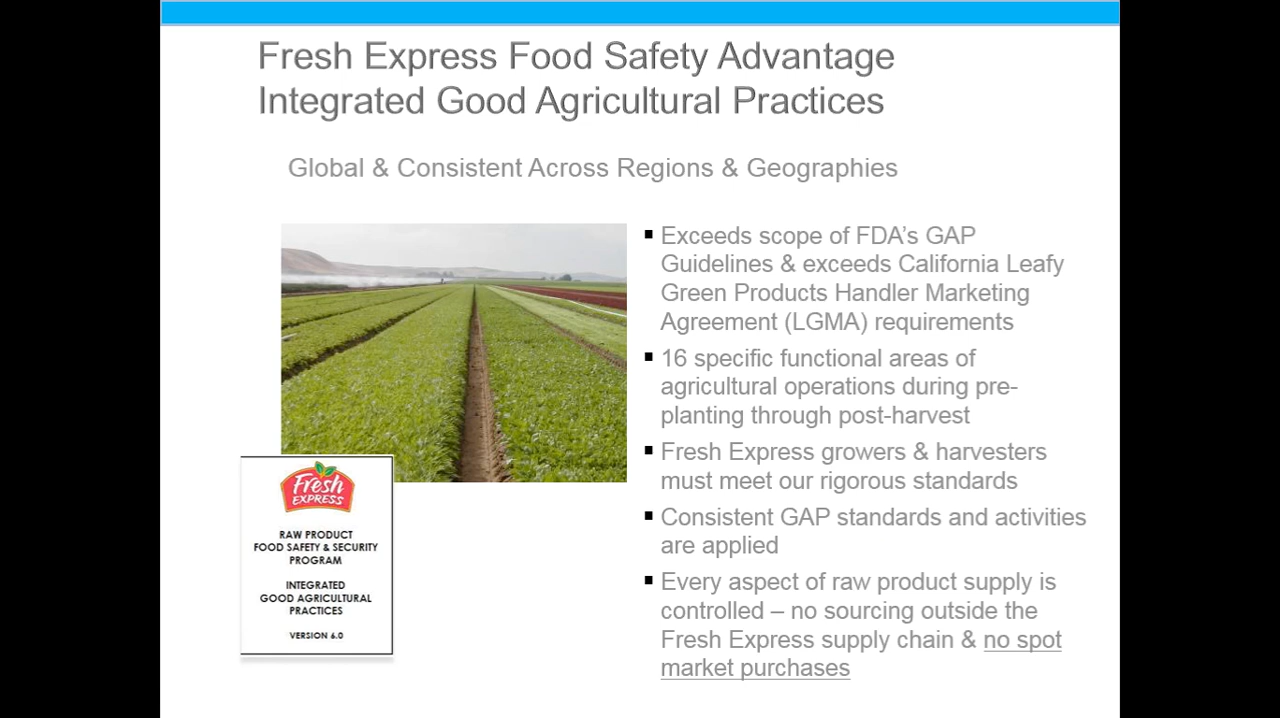 Fresh Express Food Safety Advantage
Integrated Good Agricultural Practices
Global & Consistent Across Regions & Geographies
▪ Exceeds scope of FDA’s GAP
Guidelines & exceeds California Leafy
Green Products Handler Marketing
Agreement (LGMA) requirements
▪ 16 specific functional areas of
agricultural operations during pre-
planting through post-harvest
▪ Fresh Express growers & harvesters
must meet our rigorous standards
▪ Consistent GAP standards and activities
are applied
▪ Every aspect of raw product supply is
controlled – no sourcing outside the
Fresh Express supply chain & no spot
market purchases
Fresh
EXPRESS
RAW PRODUCT
FOOD SAFETY & SECURITY
PROGRAM
INTEGRATED
GOOD AGRICULTURAL
PRACTICES
VERSION 6.0